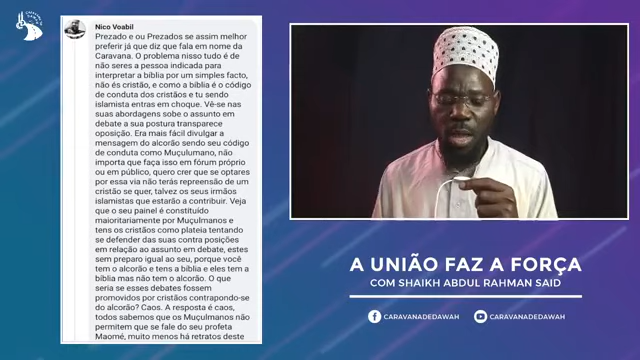 Nico Voabil
Prezado e ou Prezados se assim melhor
preferir já que diz que fala em nome da
Caravana. O problema nisso tudo é de
não seres a pessoa indicada para
interpretar a bíblia por um simples facto,
não és cristão, e como a bíblia é o código
de conduta dos cristãos e tu sendo
islamista entras em choque. Vê-se nas
suas abordagens sobe o assunto em
debate a sua postura transparece
oposição. Era mais fácil divulgar a
mensagem do alcorão sendo seu código
de conduta como Muçulumano, não
importa que faça isso em fórum próprio
ou em público, quero crer que se optares
por essa via não terás repreensão de um
cristão se quer, talvez os seus irmãos
islamistas que estarão a contribuir. Veja
que o seu painel é constituído
maioritariamente por Muçulmanos e
tens os cristãos como plateia tentando
se defender das suas contra posições
em relação ao assunto em debate, estes
sem preparo igual ao seu, porque você
tem o alcorão e tens a bíblia e eles tem a
bíblia mas não tem o alcorão. O que
seria se esses debates fossem
promovidos por cristãos contrapondo-se
do alcorão? Caos. A resposta é caos,
todos sabemos que os Muçulmanos não
permitem que se fale do seu profeta
Maomé, muito menos há retratos deste
A UNIÃO FAZ A FORÇA
COM SHAIKH ABDUL RAHMAN SAID
CARAVANADEDAWAH
CARAVANADEDAWAH